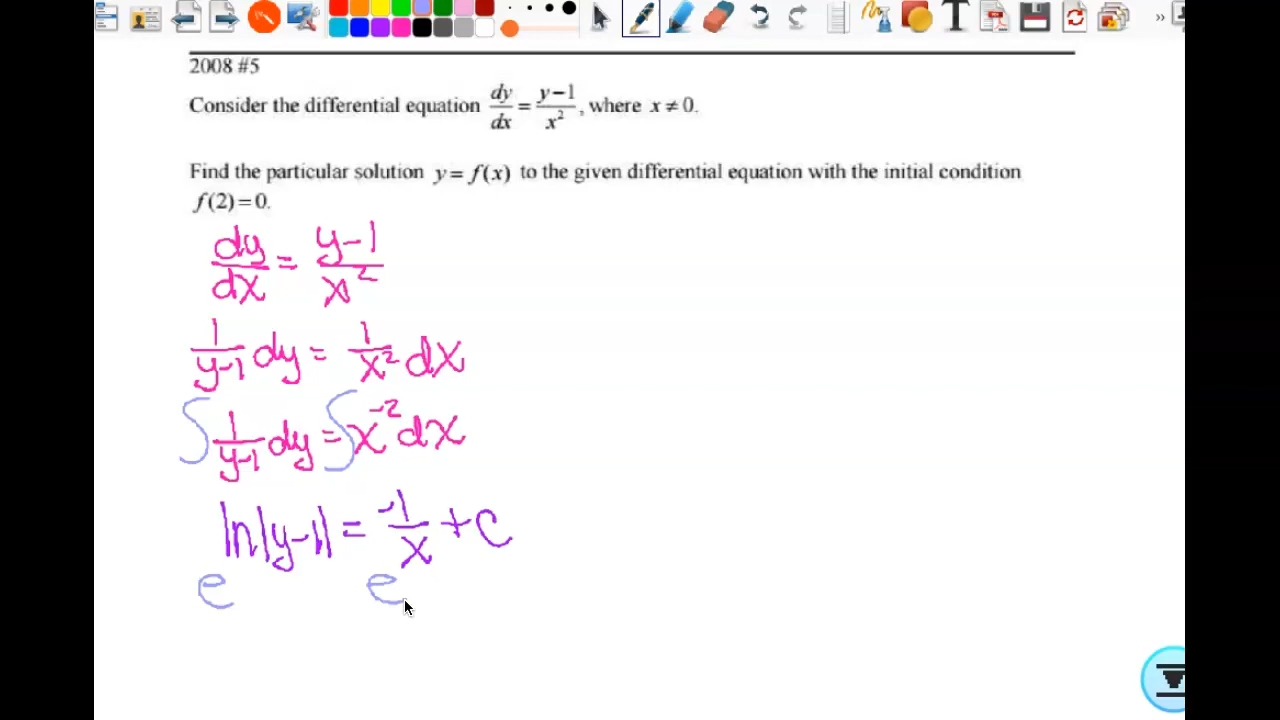 2008 #5
Consider the differential equation dy/dx = y−1/x², where x ≠ 0.
Find the particular solution y = f(x) to the given differential equation with the initial condition
f(2) = 0.
dy/dx = y−1/x²
1/y−1 dy = 1/x² dx
∫ 1/y−1 dy = ∫ x⁻² dx
ln|y−1| = −1/x + C
e e